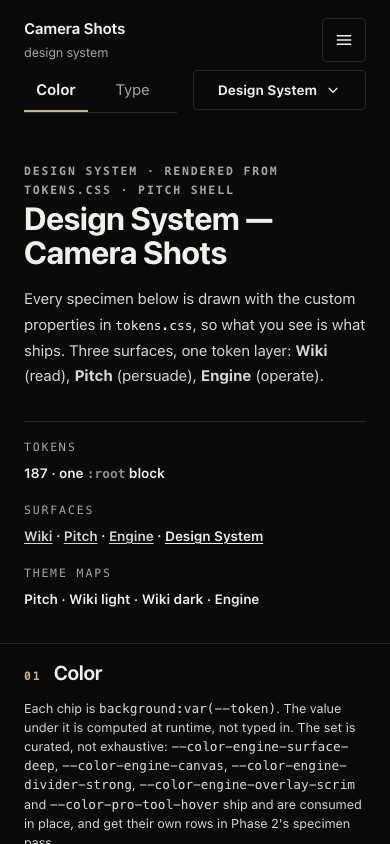 Camera Shots
design system
Color
Type
Design System
DESIGN SYSTEM · RENDERED FROM
TOKENS.CSS · PITCH SHELL
Design System —
Camera Shots
Every specimen below is drawn with the custom
properties in tokens.css, so what you see is what
ships. Three surfaces, one token layer: Wiki
(read), Pitch (persuade), Engine (operate).
TOKENS
187 · one :root block
SURFACES
Wiki · Pitch · Engine · Design System
THEME MAPS
Pitch · Wiki light · Wiki dark · Engine
01 Color
Each chip is background:var(--token). The value
under it is computed at runtime, not typed in. The set is
curated, not exhaustive: --color-engine-surface-
deep, --color-engine-canvas, --color-engine-
divider-strong, --color-engine-overlay-scrim
and --color-pro-tool-hover ship and are consumed
in place, and get their own rows in Phase 2's specimen
pass.